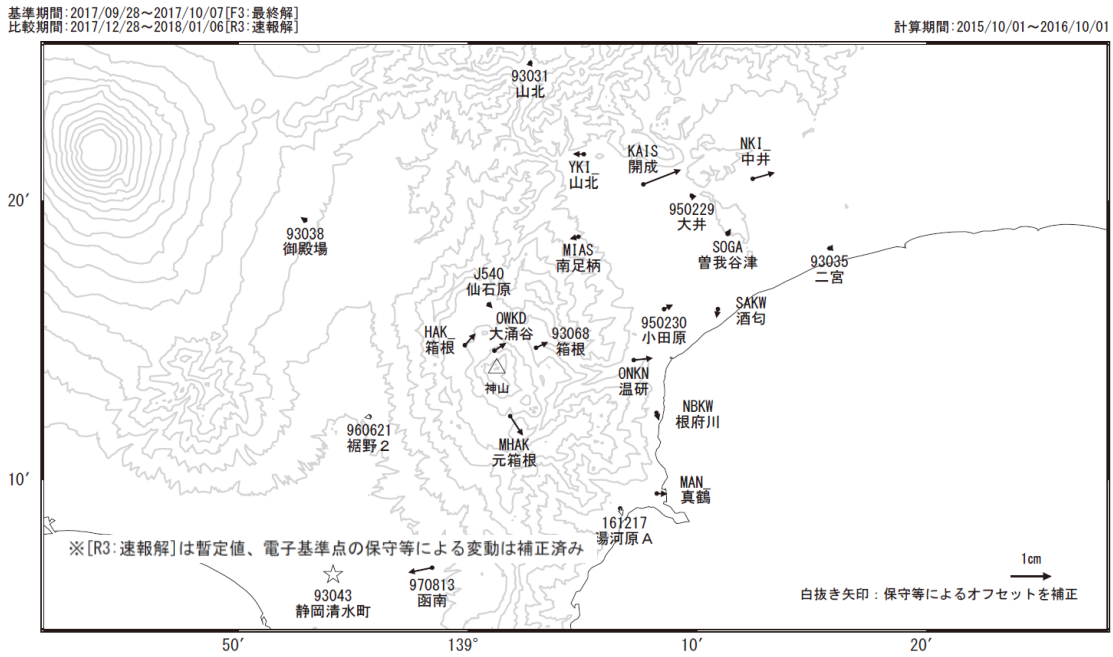 基準期間:2017/09/28～2017/10/07[F3:最終解]
比較期間:2017/12/28～2018/01/06[R3:速報解]
計算期間:2015/10/01～2016/10/01
93031
山北
YKI_
山北
KAIS
開成
NKI_
中井
20′
950229
大井
93038
御殿場
MIAS
南足柄
SOGA
曽我谷津
93035
二宮
J540
仙石原
HAK_
箱根
OWKD
大涌谷
93068
箱根
950230
小田原
SAKW
酒匂
神山
ONKN
温研
NBKW
根府川
960621
裾野２
MHAK
元箱根
10′
MAN_
真鶴
161217
湯河原Ａ
※[R3:速報解]は暫定値、電子基準点の保守等による変動は補正済み
1cm
93043
静岡清水町
970813
函南
白抜き矢印：保守等によるオフセットを補正
50′
139°
10′
20′